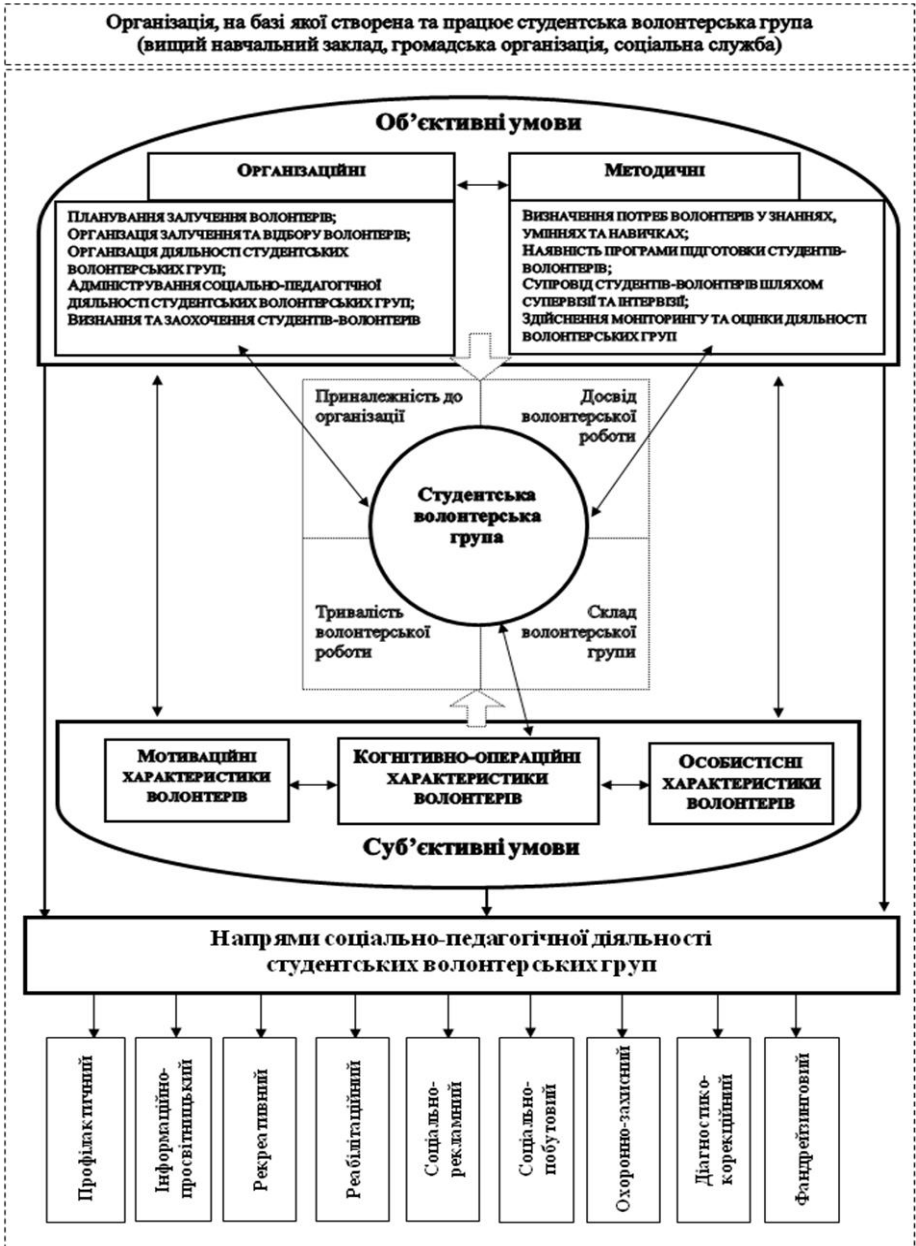 Організація, на базі якої створена та працює студентська волонтерська група
(вищий навчальний заклад, громадська організація, соціальна служба)
Об’єктивні умови
ОРГАНІЗАЦІЙНІ
ПЛАНУВАННЯ ЗАЛУЧЕННЯ ВОЛОНТЕРІВ;
ОРГАНІЗАЦІЯ ЗАЛУЧЕННЯ ТА ВІДБОРУ ВОЛОНТЕРІВ;
ОРГАНІЗАЦІЯ ДІЯЛЬНОСТІ СТУДЕНТСЬКИХ
ВОЛОНТЕРСЬКИХ ГРУП;
АДМІНІСТРУВАННЯ СОЦІАЛЬНО-ПЕДАГОГІЧНОЇ
ДІЯЛЬНОСТІ СТУДЕНТСЬКИХ ВОЛОНТЕРСЬКИХ ГРУП;
ВИЗНАННЯ ТА ЗАОХОЧЕННЯ СТУДЕНТІВ-ВОЛОНТЕРІВ
МЕТОДИЧНІ
ВИЗНАЧЕННЯ ПОТРЕБ ВОЛОНТЕРІВ У ЗНАННЯХ,
УМІННЯХ ТА НАВИЧКАХ;
НАЯВНІСТЬ ПРОГРАМИ ПІДГОТОВКИ СТУДЕНТІВ-
ВОЛОНТЕРІВ;
СУПРОВІД СТУДЕНТІВ-ВОЛОНТЕРІВ ШЛЯХОМ
СУПЕРВІЗІЇ ТА ІНТЕРВІЗІЇ;
ЗДІЙСНЕННЯ МОНІТОРИНГУ ТА ОЦІНКИ ДІЯЛЬНОСТІ
ВОЛОНТЕРСЬКИХ ГРУП
Приналежність до
організації
Досвід
волонтерської
роботи
Студентська
волонтерська
група
Тривалість
волонтерської
роботи
Склад
волонтерської
групи
МОТИВАЦІЙНІ
ХАРАКТЕРИСТИКИ
ВОЛОНТЕРІВ
КОГНІТИВНО-ОПЕРАЦІЙНІ
ХАРАКТЕРИСТИКИ
ВОЛОНТЕРІВ
ОСОБИСТІСНІ
ХАРАКТЕРИСТИКИ
ВОЛОНТЕРІВ
Суб’єктивні умови
Напрями соціально-педагогічної діяльності
студентських волонтерських груп
Профілактичний
Інформаційно-
просвітницький
Рекреативний
Реабілітаційний
Соціально-
рекламний
Соціально-
побутовий
Охоронно-захисний
Діагностико-
корекційний
Фандрейзинговий